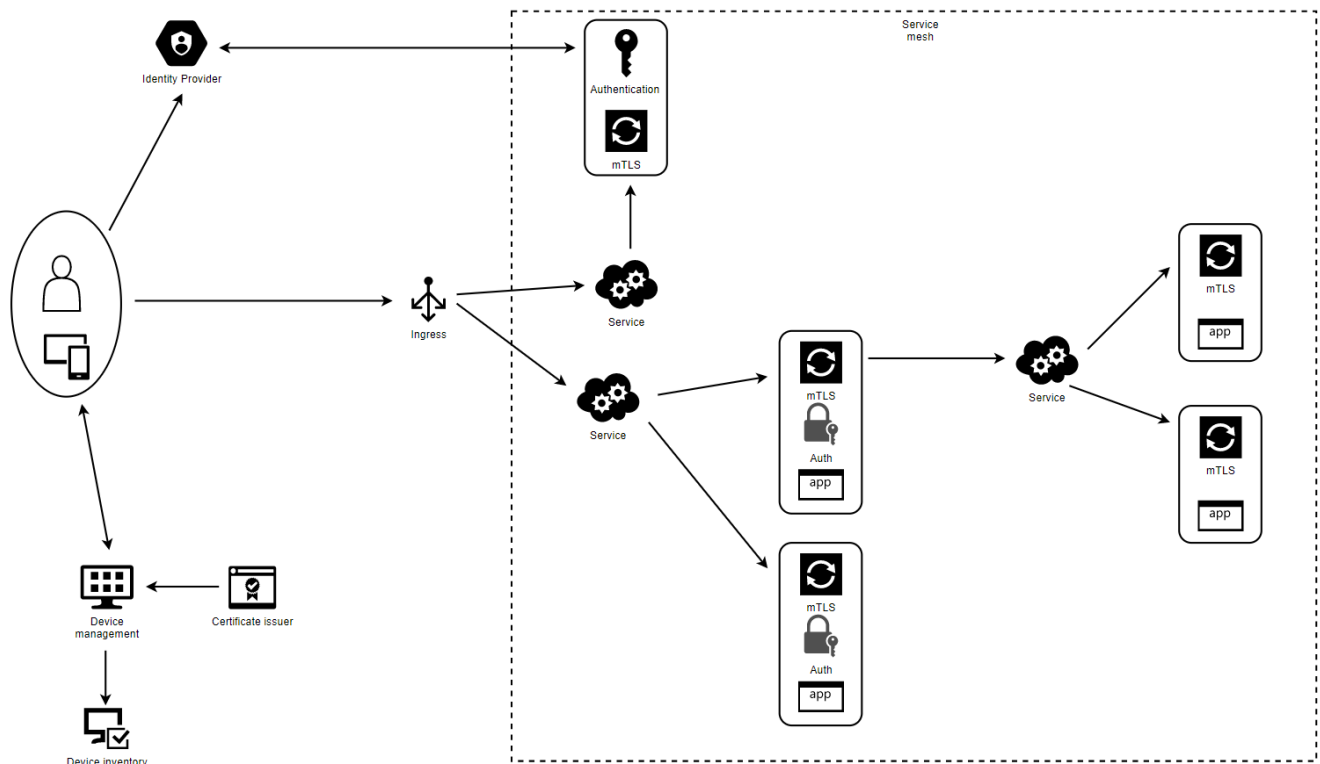 Service
mesh
Identity Provider
Authentication
mTLS
Service
Ingress
mTLS
app
mTLS
Auth
app
Service
Service
mTLS
app
mTLS
Auth
app
Device
management
Certificate issuer
Device inventory